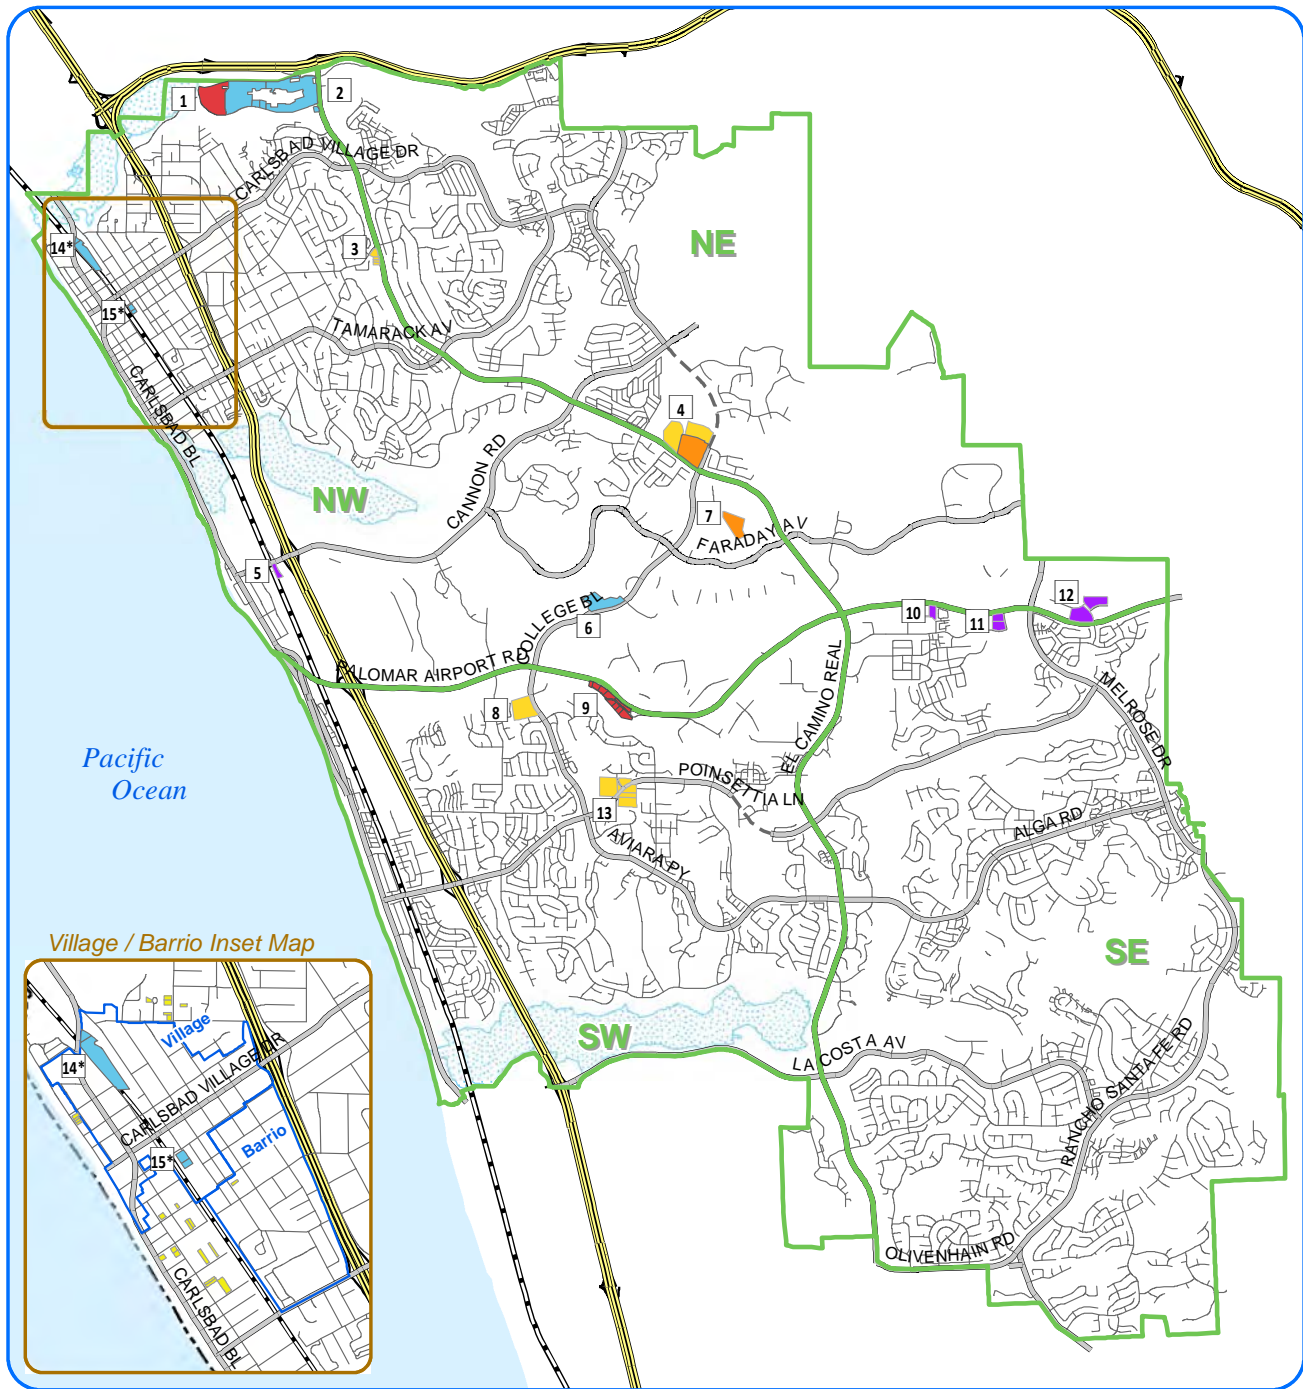 1
2
CARLSBAD VILLAGE DR
3
14*
NE
15*
TAMARACK AV
CARLSBAD BL
4
CANNON RD
NW
7
FARADAY AV
5
COLLEGE BL
6
10
11
12
PALOMAR AIRPORT RD
EL CAMINO REAL
MELROSE DR
8
9
Pacific
Ocean
POINSETTIA LN
13
AVIARA PY
ALGA RD
Village / Barrio Inset Map
SE
SW
LA COSTA AV
RANCHO SANTA FE RD
OLIVENHAIN RD
Village
14*
CARLSBAD VILLAGE DR
Barrio
15*
CARLSBAD BL